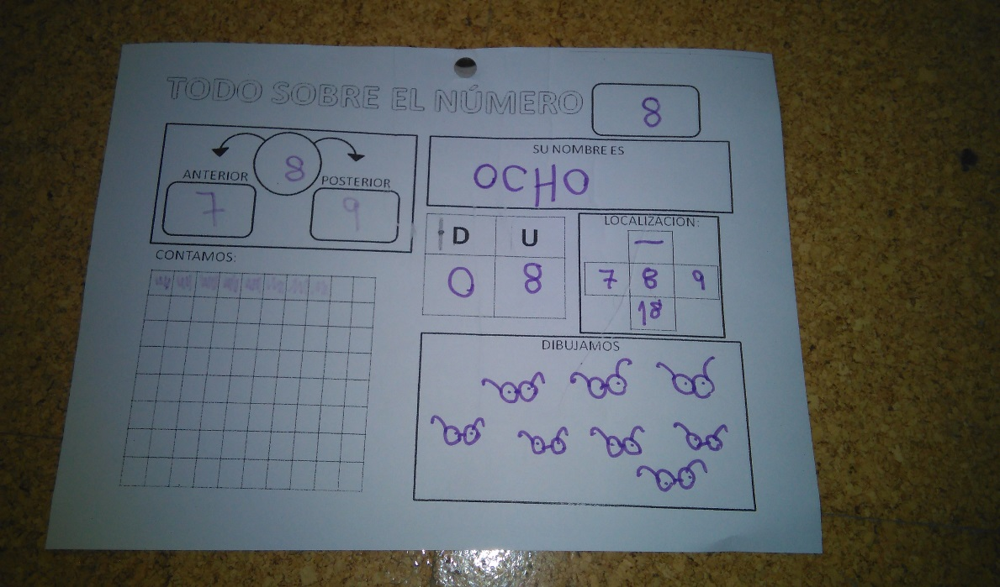 TODO SOBRE EL NÚMERO 8
8
ANTERIOR POSTERIOR
7 9
SU NOMBRE ES
OCHO
D U
0 8
LOCALIZACIÓN:
—
7 8 9
18
CONTAMOS:
DIBUJAMOS